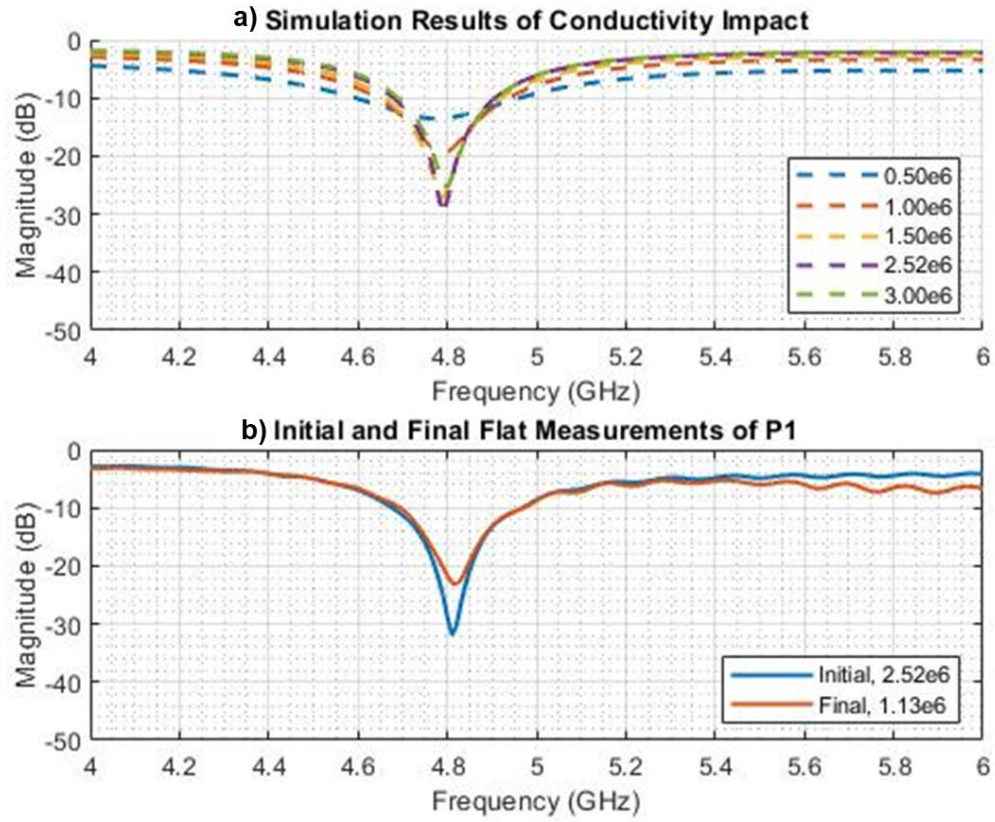 a) Simulation Results of Conductivity Impact
0
-10
-20
-30
-40
-50
Magnitude (dB)
0.50e6
1.00e6
1.50e6
2.52e6
3.00e6
4 4.2 4.4 4.6 4.8 5 5.2 5.4 5.6 5.8 6
Frequency (GHz)
b) Initial and Final Flat Measurements of P1
0
-10
-20
-30
-40
-50
Magnitude (dB)
Initial, 2.52e6
Final, 1.13e6
4 4.2 4.4 4.6 4.8 5 5.2 5.4 5.6 5.8 6
Frequency (GHz)